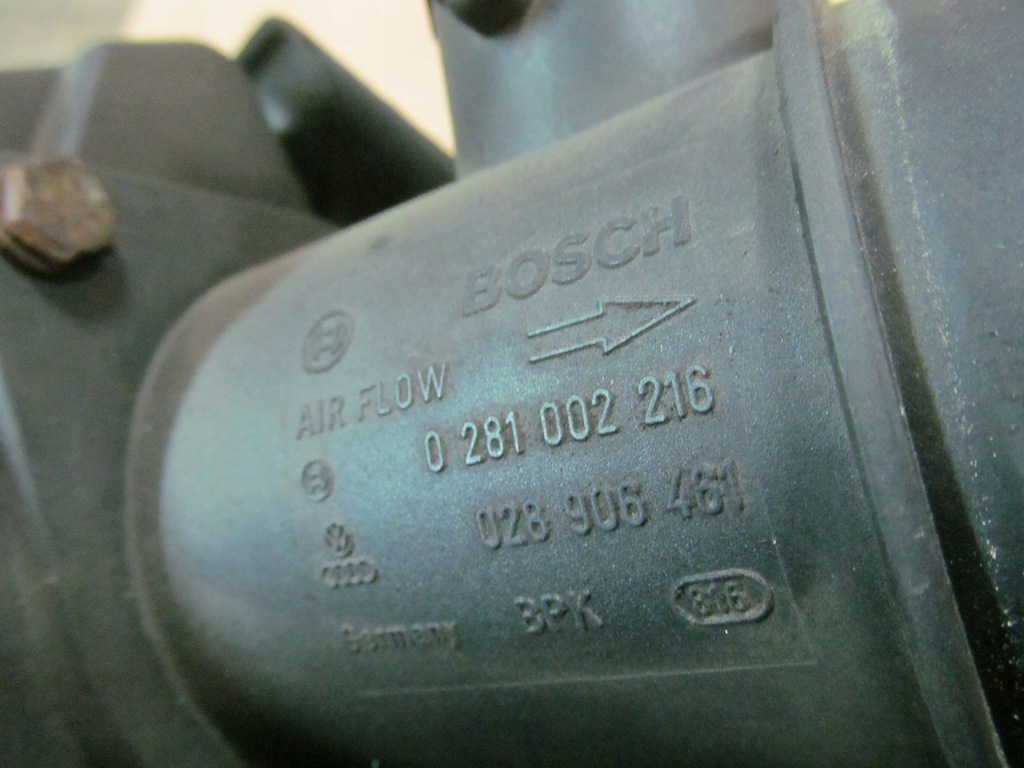 BOSCH
AIR FLOW
0 281 002 216
028 906 461
Germany BPK